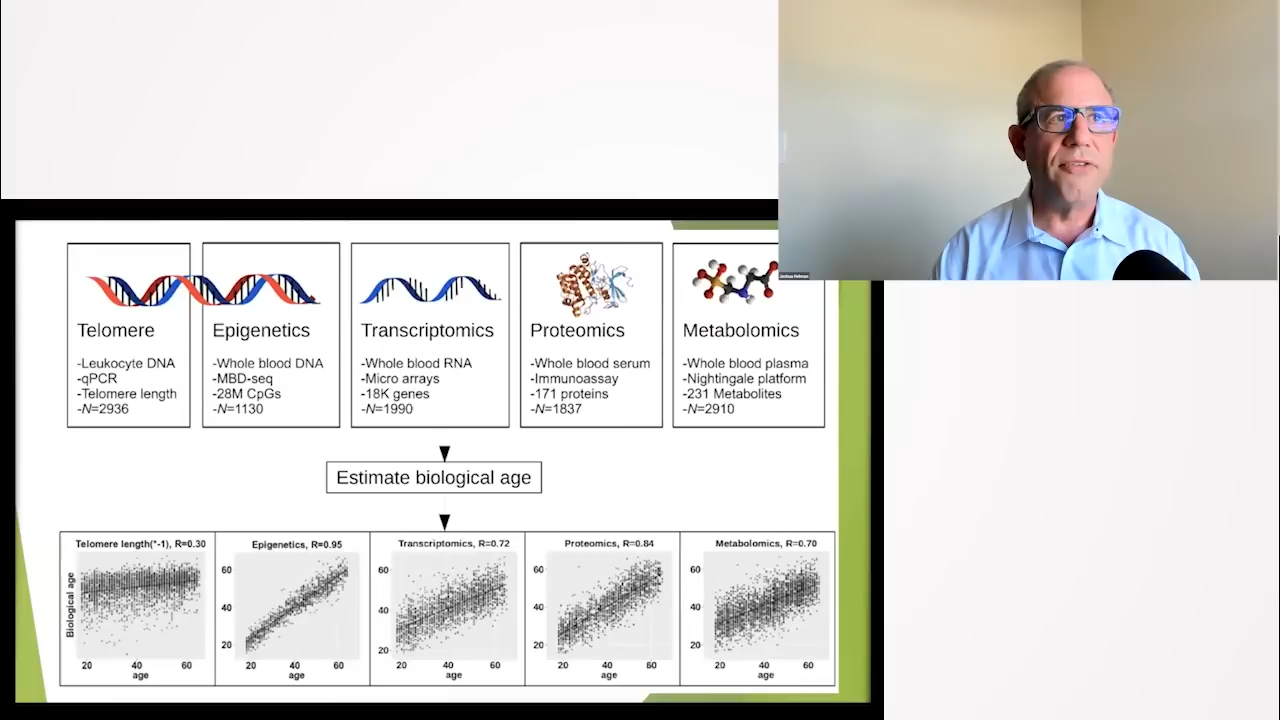 Joshua Helman
Telomere
-Leukocyte DNA
-qPCR
-Telomere length
-N=2936
Epigenetics
-Whole blood DNA
-MBD-seq
-28M CpGs
-N=1130
Transcriptomics
-Whole blood RNA
-Micro arrays
-18K genes
-N=1990
Proteomics
-Whole blood serum
-Immunoassay
-171 proteins
-N=1837
Metabolomics
-Whole blood plasma
-Nightingale platform
-231 Metabolites
-N=2910
Estimate biological age
Telomere length(*-1), R=0.30
Biological age
20 40 60
age
Epigenetics, R=0.95
60
40
20
20 40 60
age
Transcriptomics, R=0.72
60
40
20
20 40 60
age
Proteomics, R=0.84
60
40
20
20 40 60
age
Metabolomics, R=0.70
60
40
20
20 40 60
age